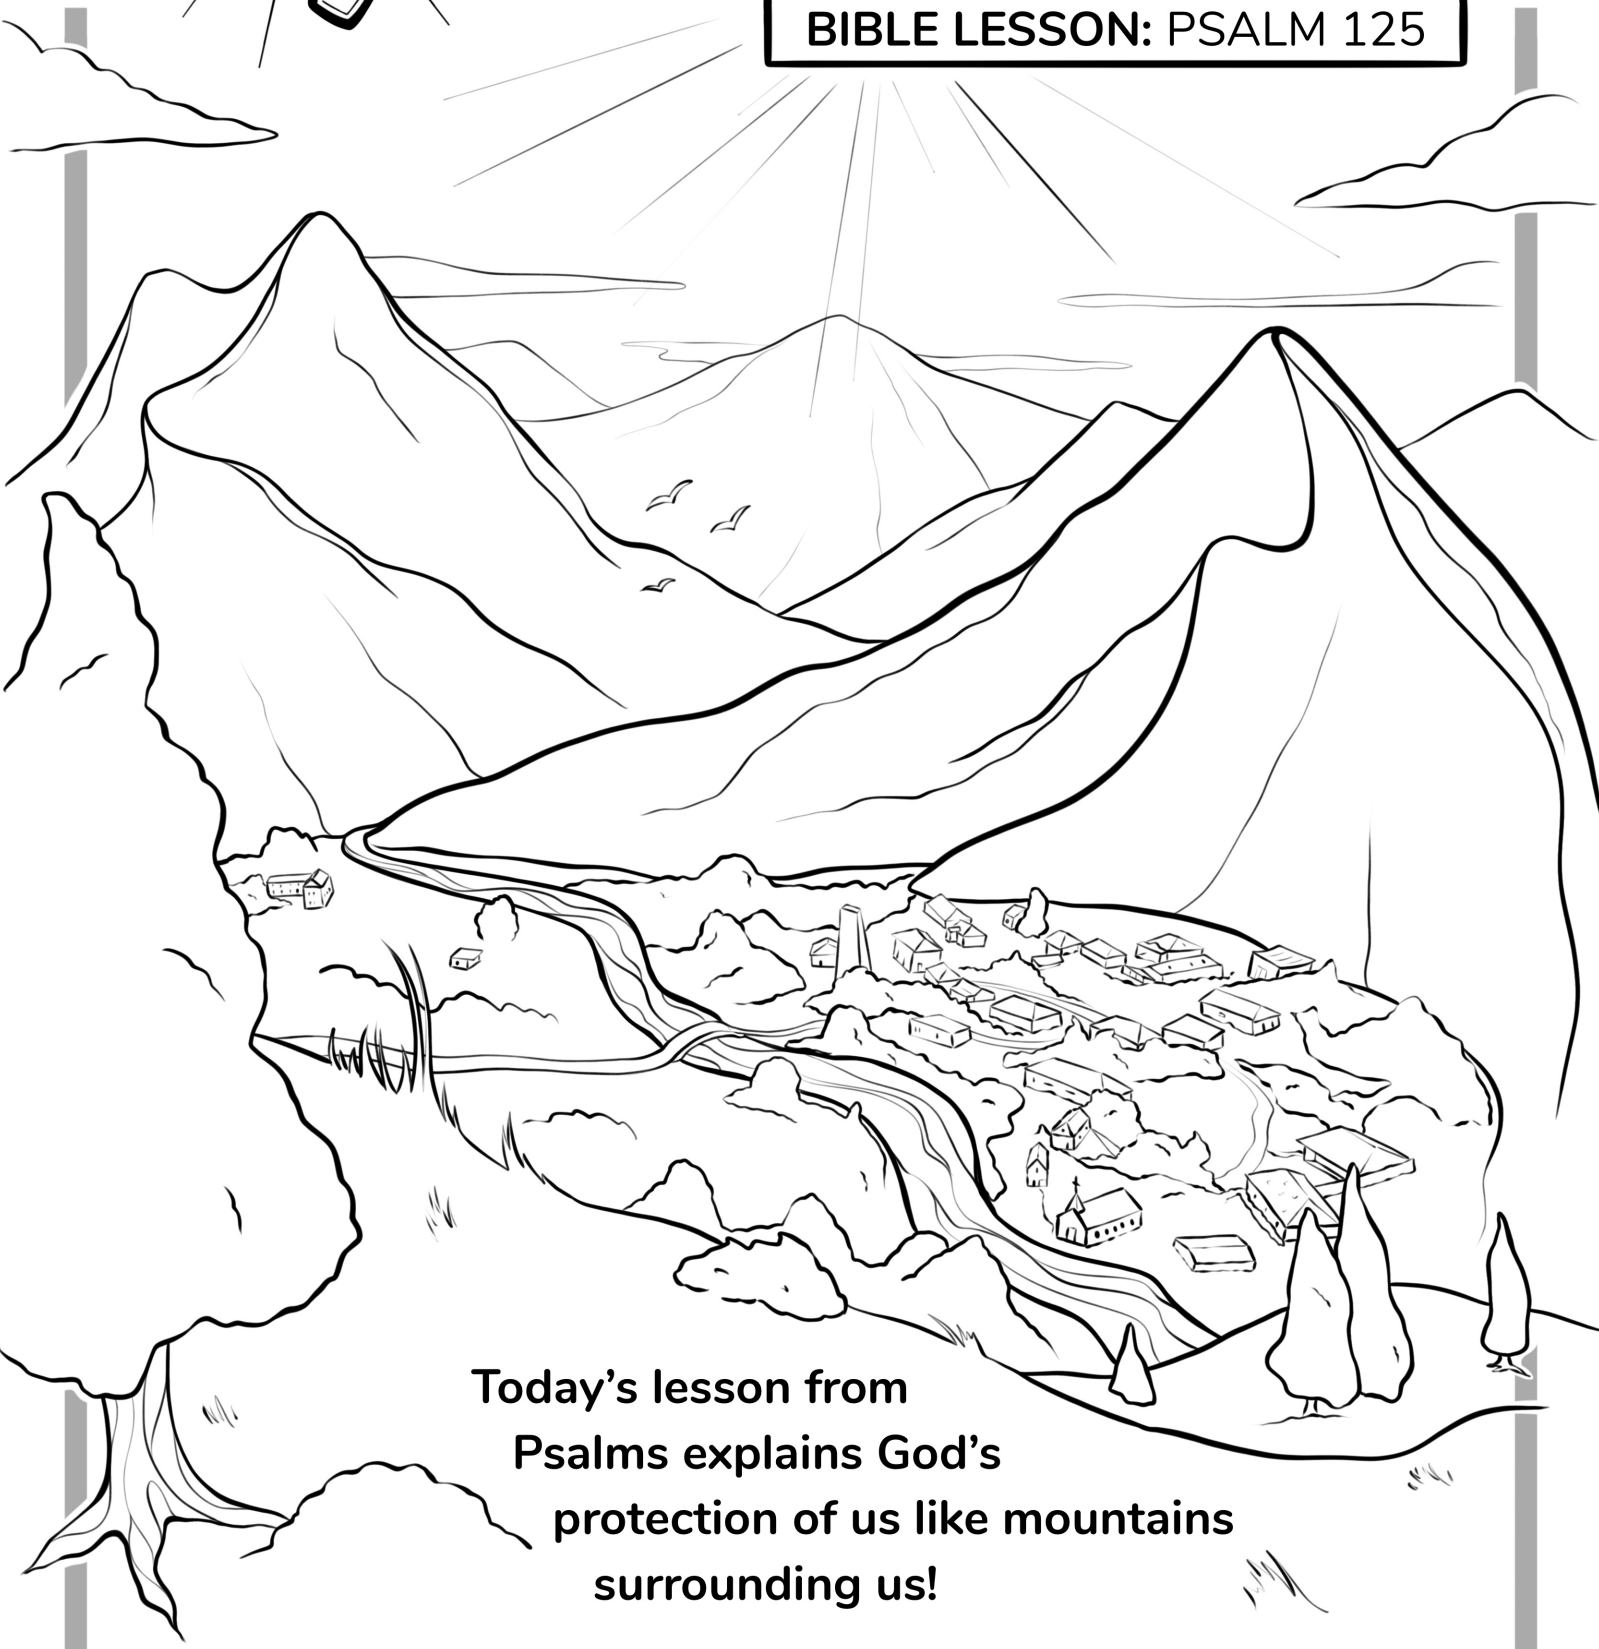 BIBLE LESSON: PSALM 125
Today’s lesson from
Psalms explains God’s
protection of us like mountains
surrounding us!